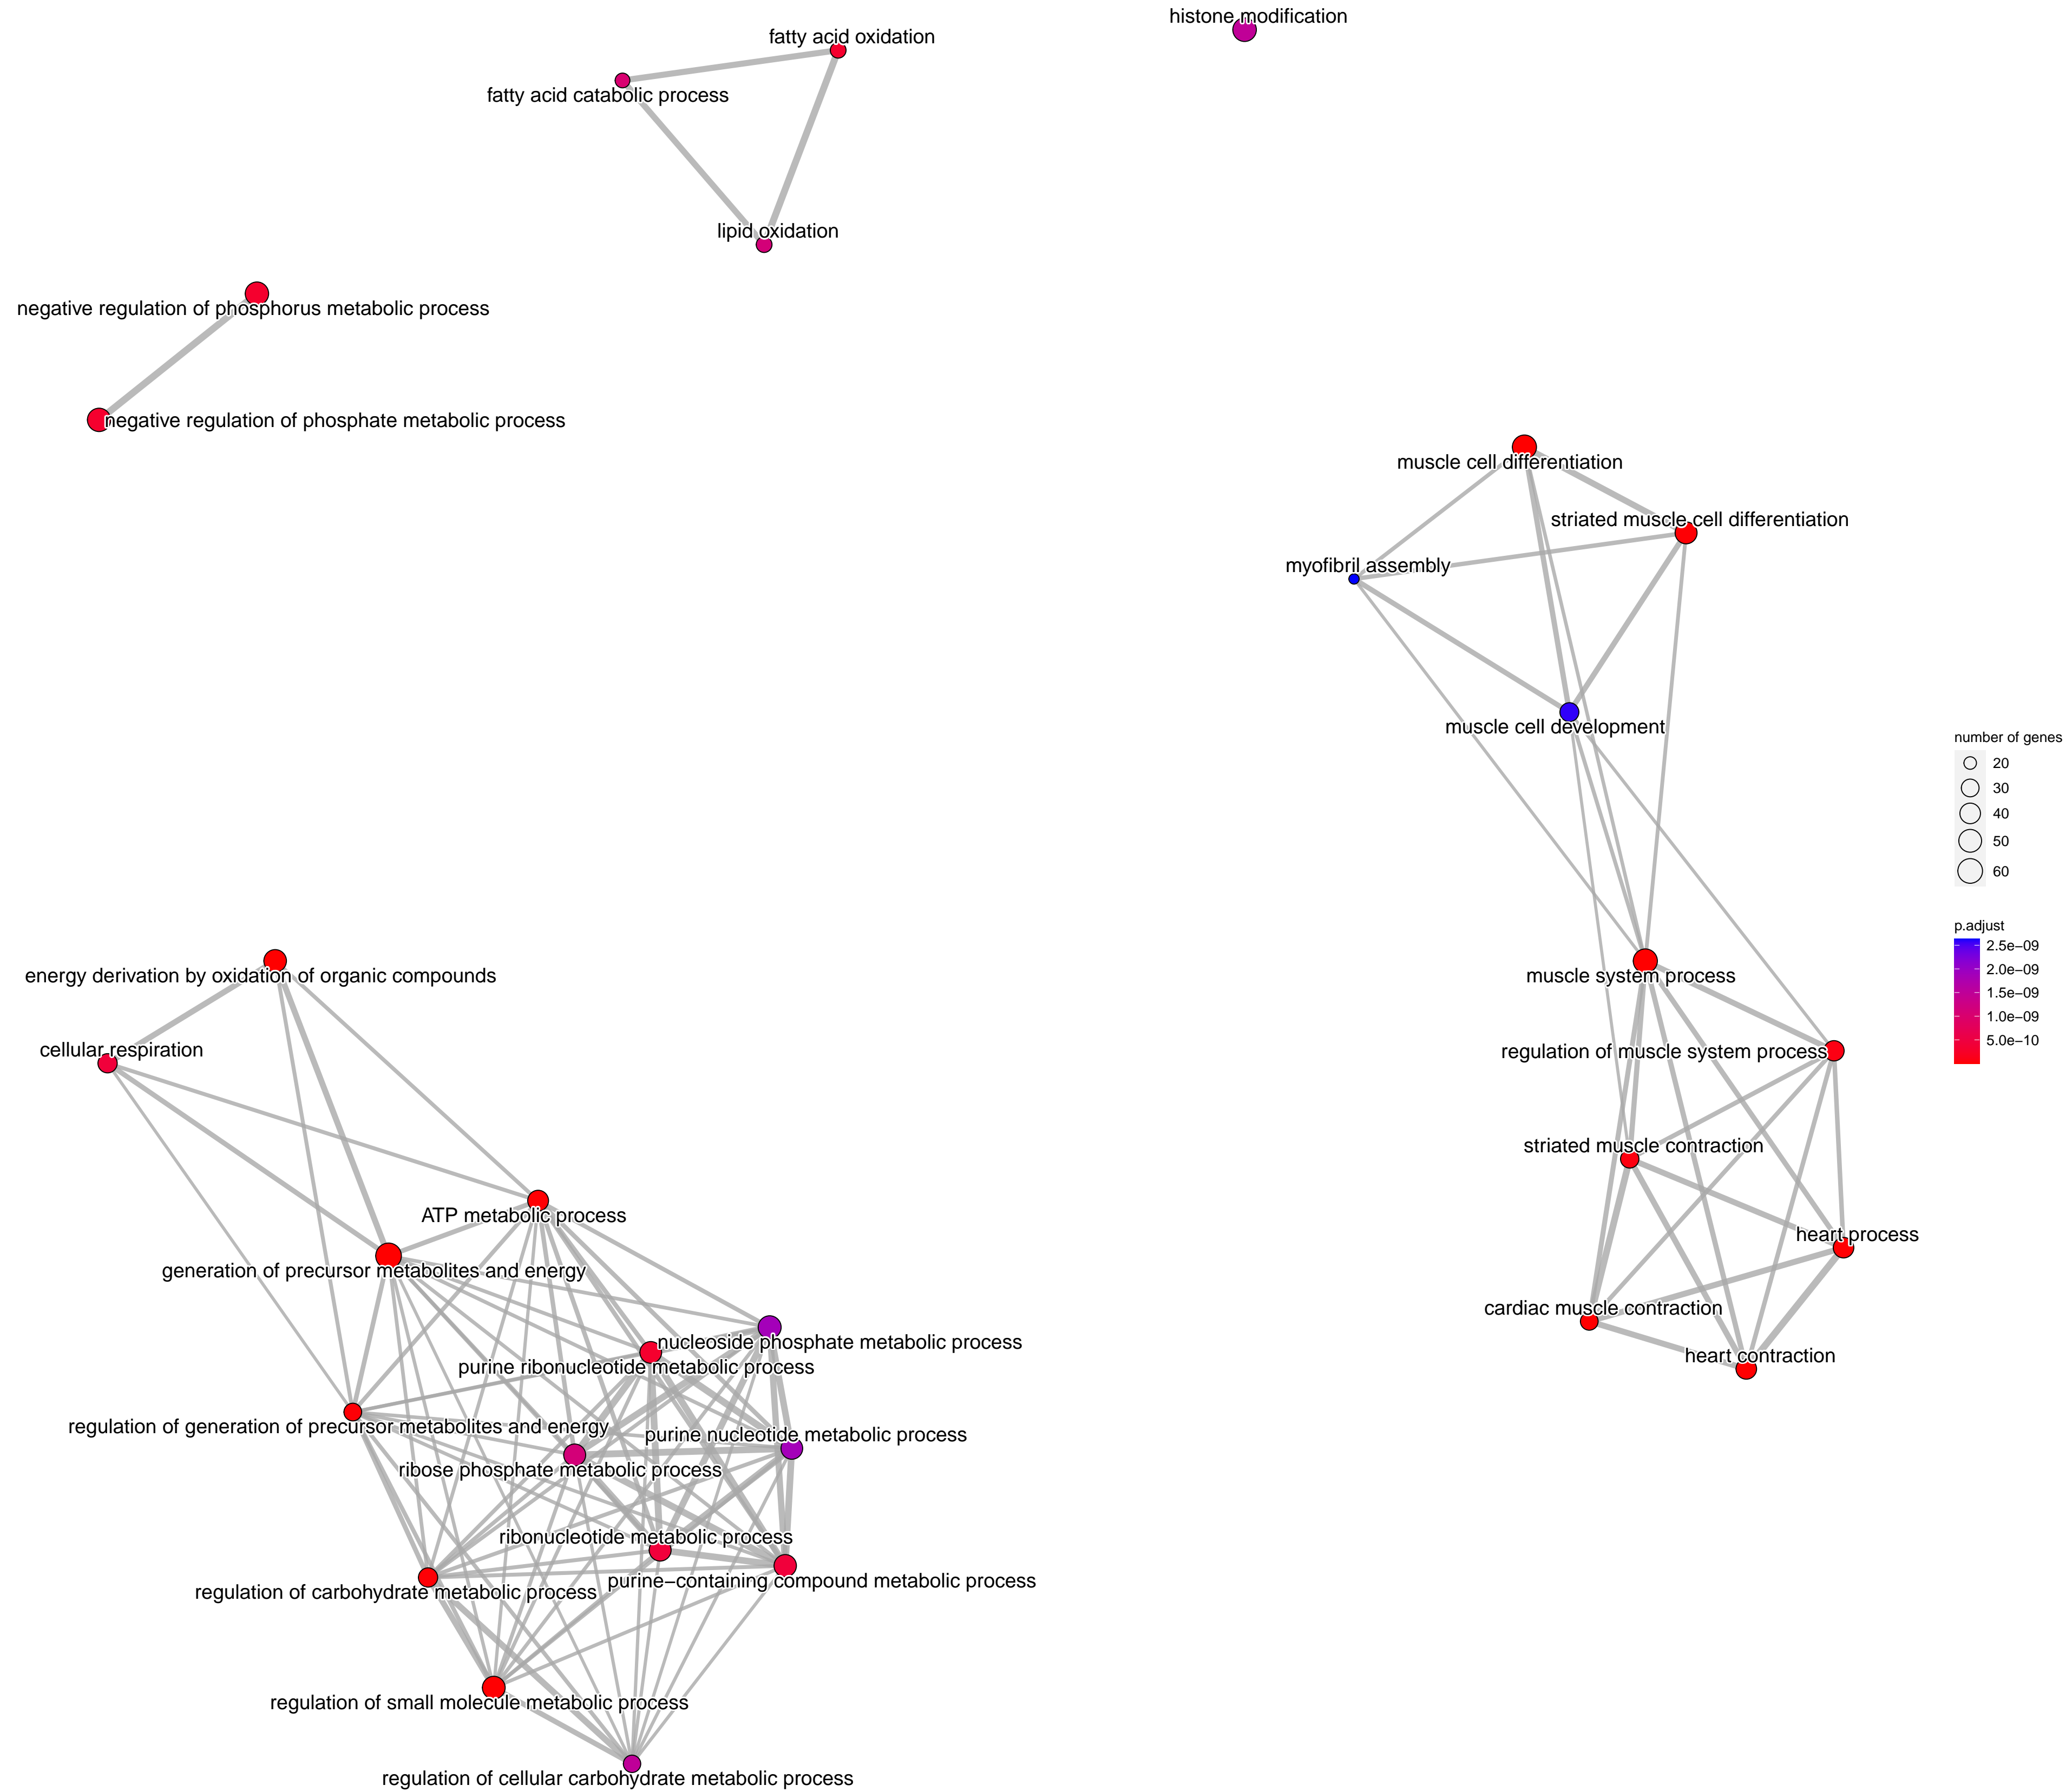 histone modification
fatty acid oxidation
fatty acid catabolic process
lipid oxidation
negative regulation of phosphorus metabolic process
negative regulation of phosphate metabolic process
muscle cell differentiation
striated muscle cell differentiation
myofibril assembly
muscle cell development
number of genes
20
30
40
50
60
p.adjust
2.5e−09
2.0e−09
1.5e−09
1.0e−09
5.0e−10
energy derivation by oxidation of organic compounds
muscle system process
cellular respiration
regulation of muscle system process
striated muscle contraction
ATP metabolic process
heart process
generation of precursor metabolites and energy
cardiac muscle contraction
nucleoside phosphate metabolic process
heart contraction
purine ribonucleotide metabolic process
regulation of generation of precursor metabolites and energy
purine nucleotide metabolic process
ribose phosphate metabolic process
ribonucleotide metabolic process
purine−containing compound metabolic process
regulation of carbohydrate metabolic process
regulation of small molecule metabolic process
regulation of cellular carbohydrate metabolic process